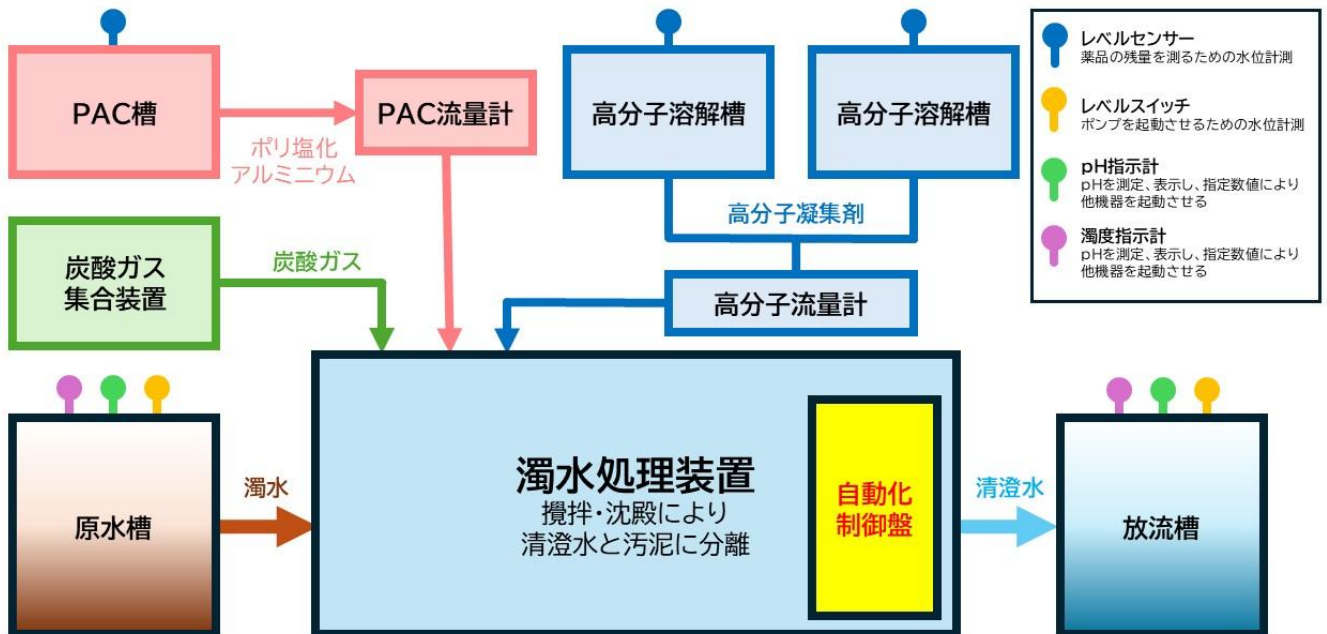 PAC槽
ポリ塩化
アルミニウム
PAC流量計
高分子溶解槽
高分子溶解槽
高分子凝集剤
高分子流量計
炭酸ガス
集合装置
炭酸ガス
レベルセンサー
薬品の残量を測るための水位計測
レベルスイッチ
ポンプを起動させるための水位計測
pH指示計
pHを測定、表示し、指定数値により
他機器を起動させる
濁度指示計
pHを測定、表示し、指定数値により
他機器を起動させる
原水槽
濁水
濁水処理装置
攪拌・沈殿により
清澄水と汚泥に分離
自動化
制御盤
清澄水
放流槽